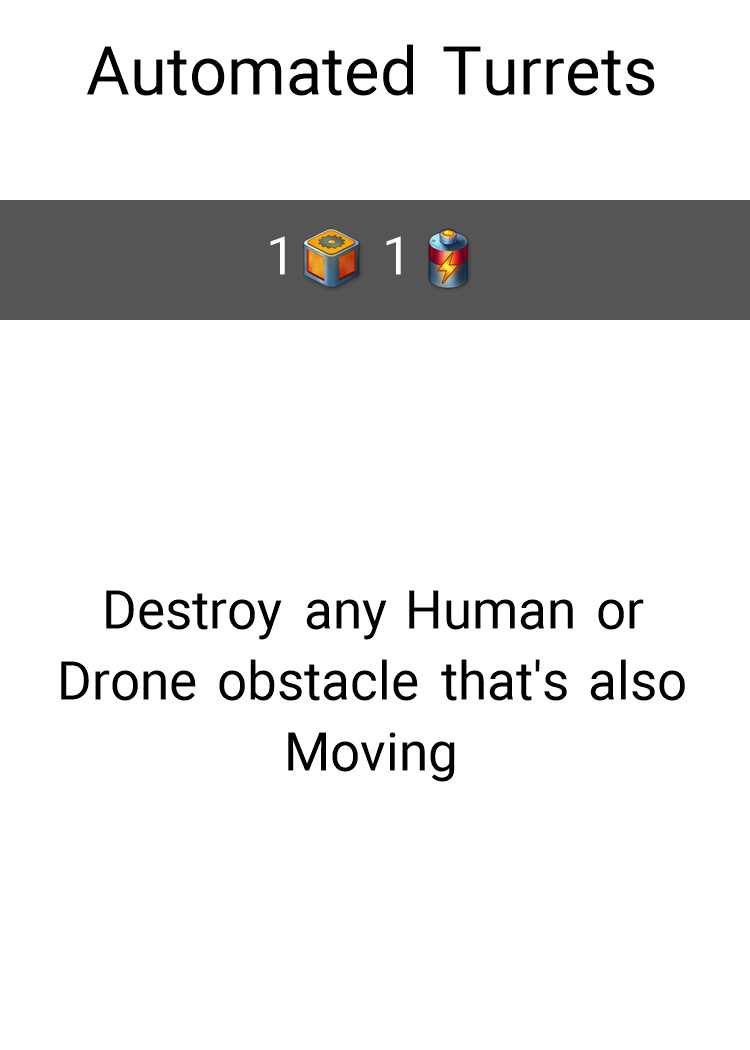 Automated Turrets
1 1
Destroy any Human or
Drone obstacle that's also
Moving